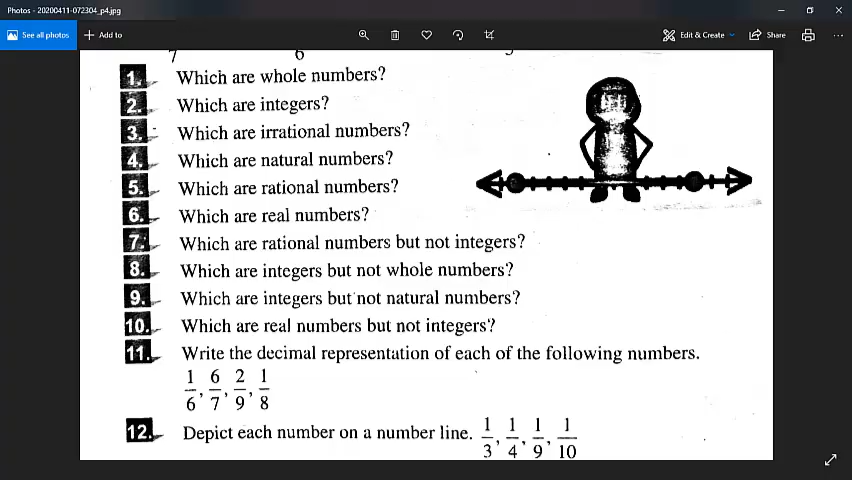 Photos - 20200411-072304_p4.jpg
See all photos
Add to
Edit & Create
Share
Print
7 6
1. Which are whole numbers?
2. Which are integers?
3. Which are irrational numbers?
4. Which are natural numbers?
5. Which are rational numbers?
6. Which are real numbers?
7. Which are rational numbers but not integers?
8. Which are integers but not whole numbers?
9. Which are integers but not natural numbers?
10. Which are real numbers but not integers?
11. Write the decimal representation of each of the following numbers.
1/6, 6/7, 2/9, 1/8
12. Depict each number on a number line. 1/3, 1/4, 1/9, 1/10